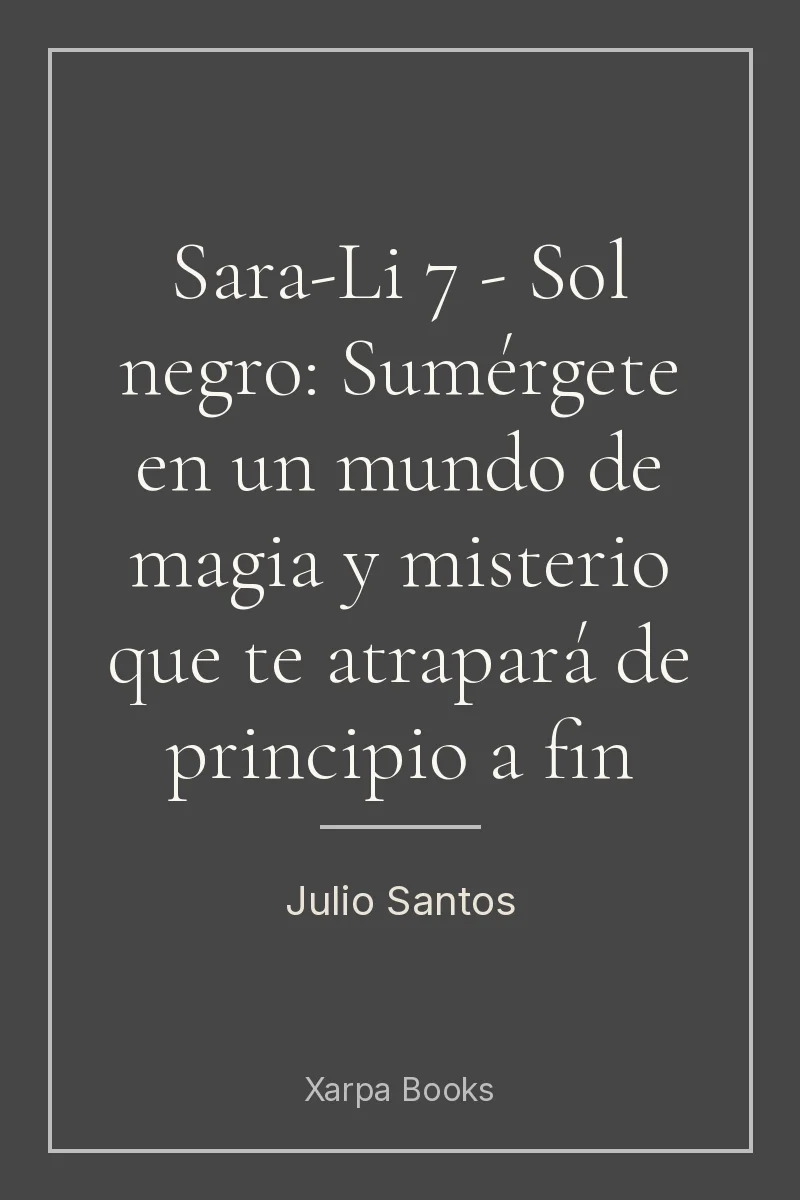 Sara-Li 7 - Sol
negro: Sumérgete
en un mundo de
magia y misterio
que te atrapará de
principio a fin
Julio Santos
Xarpa Books